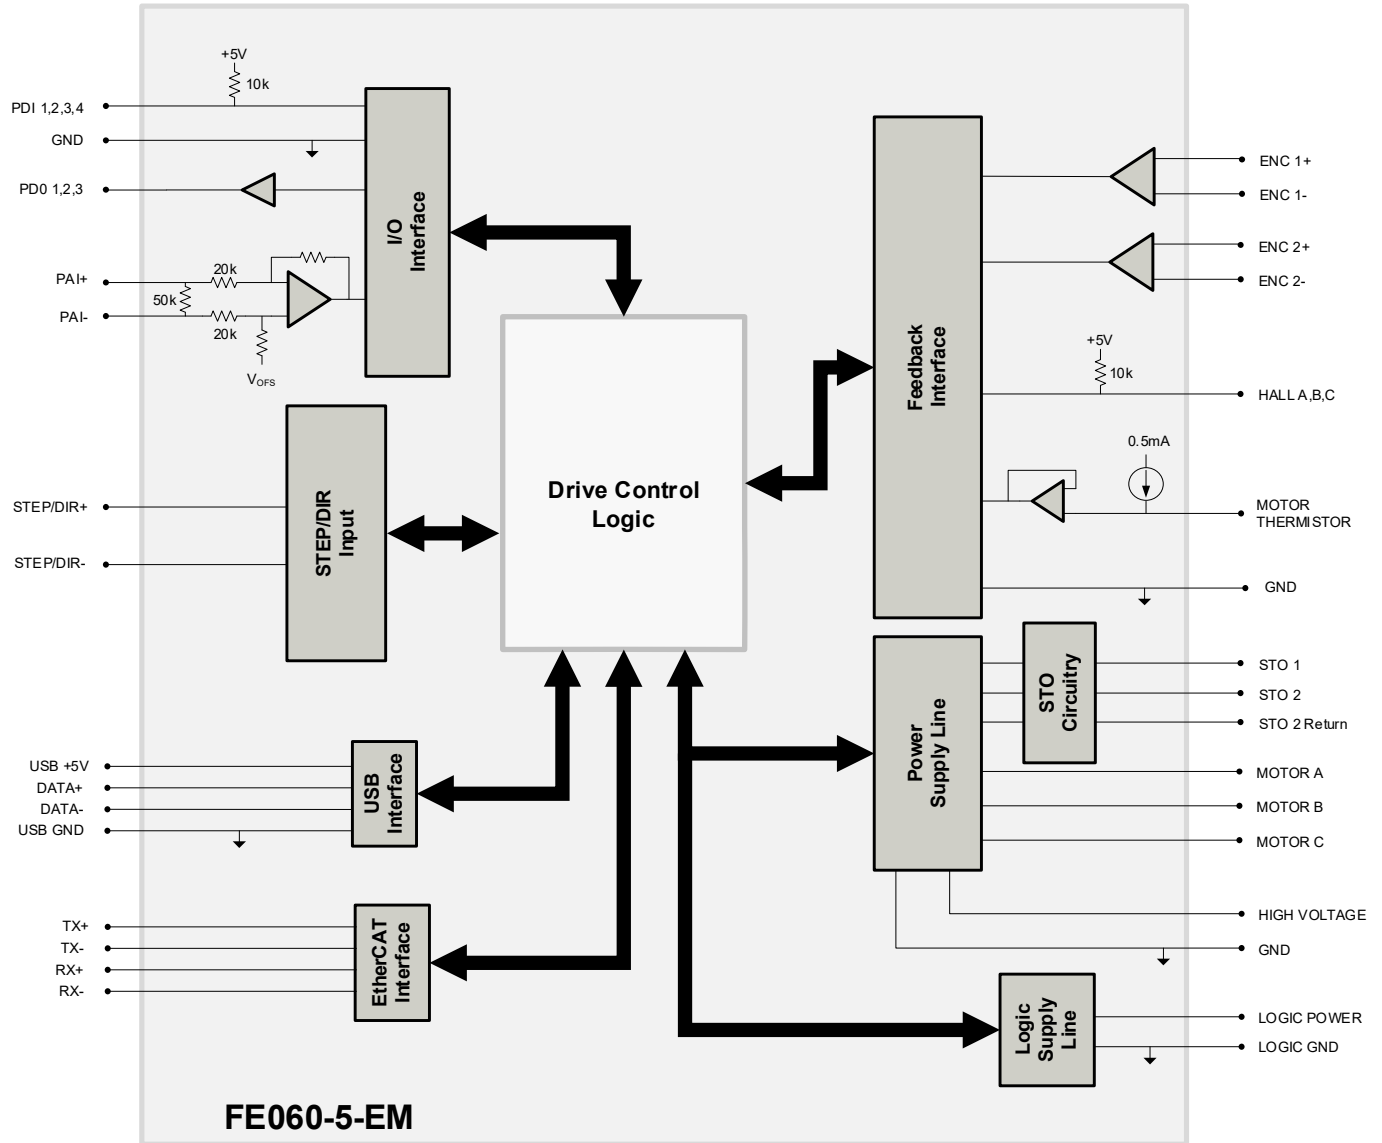 +5V
10k
PDI 1,2,3,4
GND
PD0 1,2,3
PAI+
PAI-
20k
50k
20k
VOFS
I/O
Interface
STEP/DIR+
STEP/DIR-
STEP/DIR
Input
USB +5V
DATA+
DATA-
USB GND
USB
Interface
TX+
TX-
RX+
RX-
EtherCAT
Interface
Drive Control
Logic
Feedback
Interface
ENC 1+
ENC 1-
ENC 2+
ENC 2-
+5V
10k
HALL A,B,C
0.5mA
MOTOR
THERMISTOR
GND
Power
Supply Line
STO
Circuitry
STO 1
STO 2
STO 2 Return
MOTOR A
MOTOR B
MOTOR C
HIGH VOLTAGE
GND
Logic
Supply
Line
LOGIC POWER
LOGIC GND
FE060-5-EM